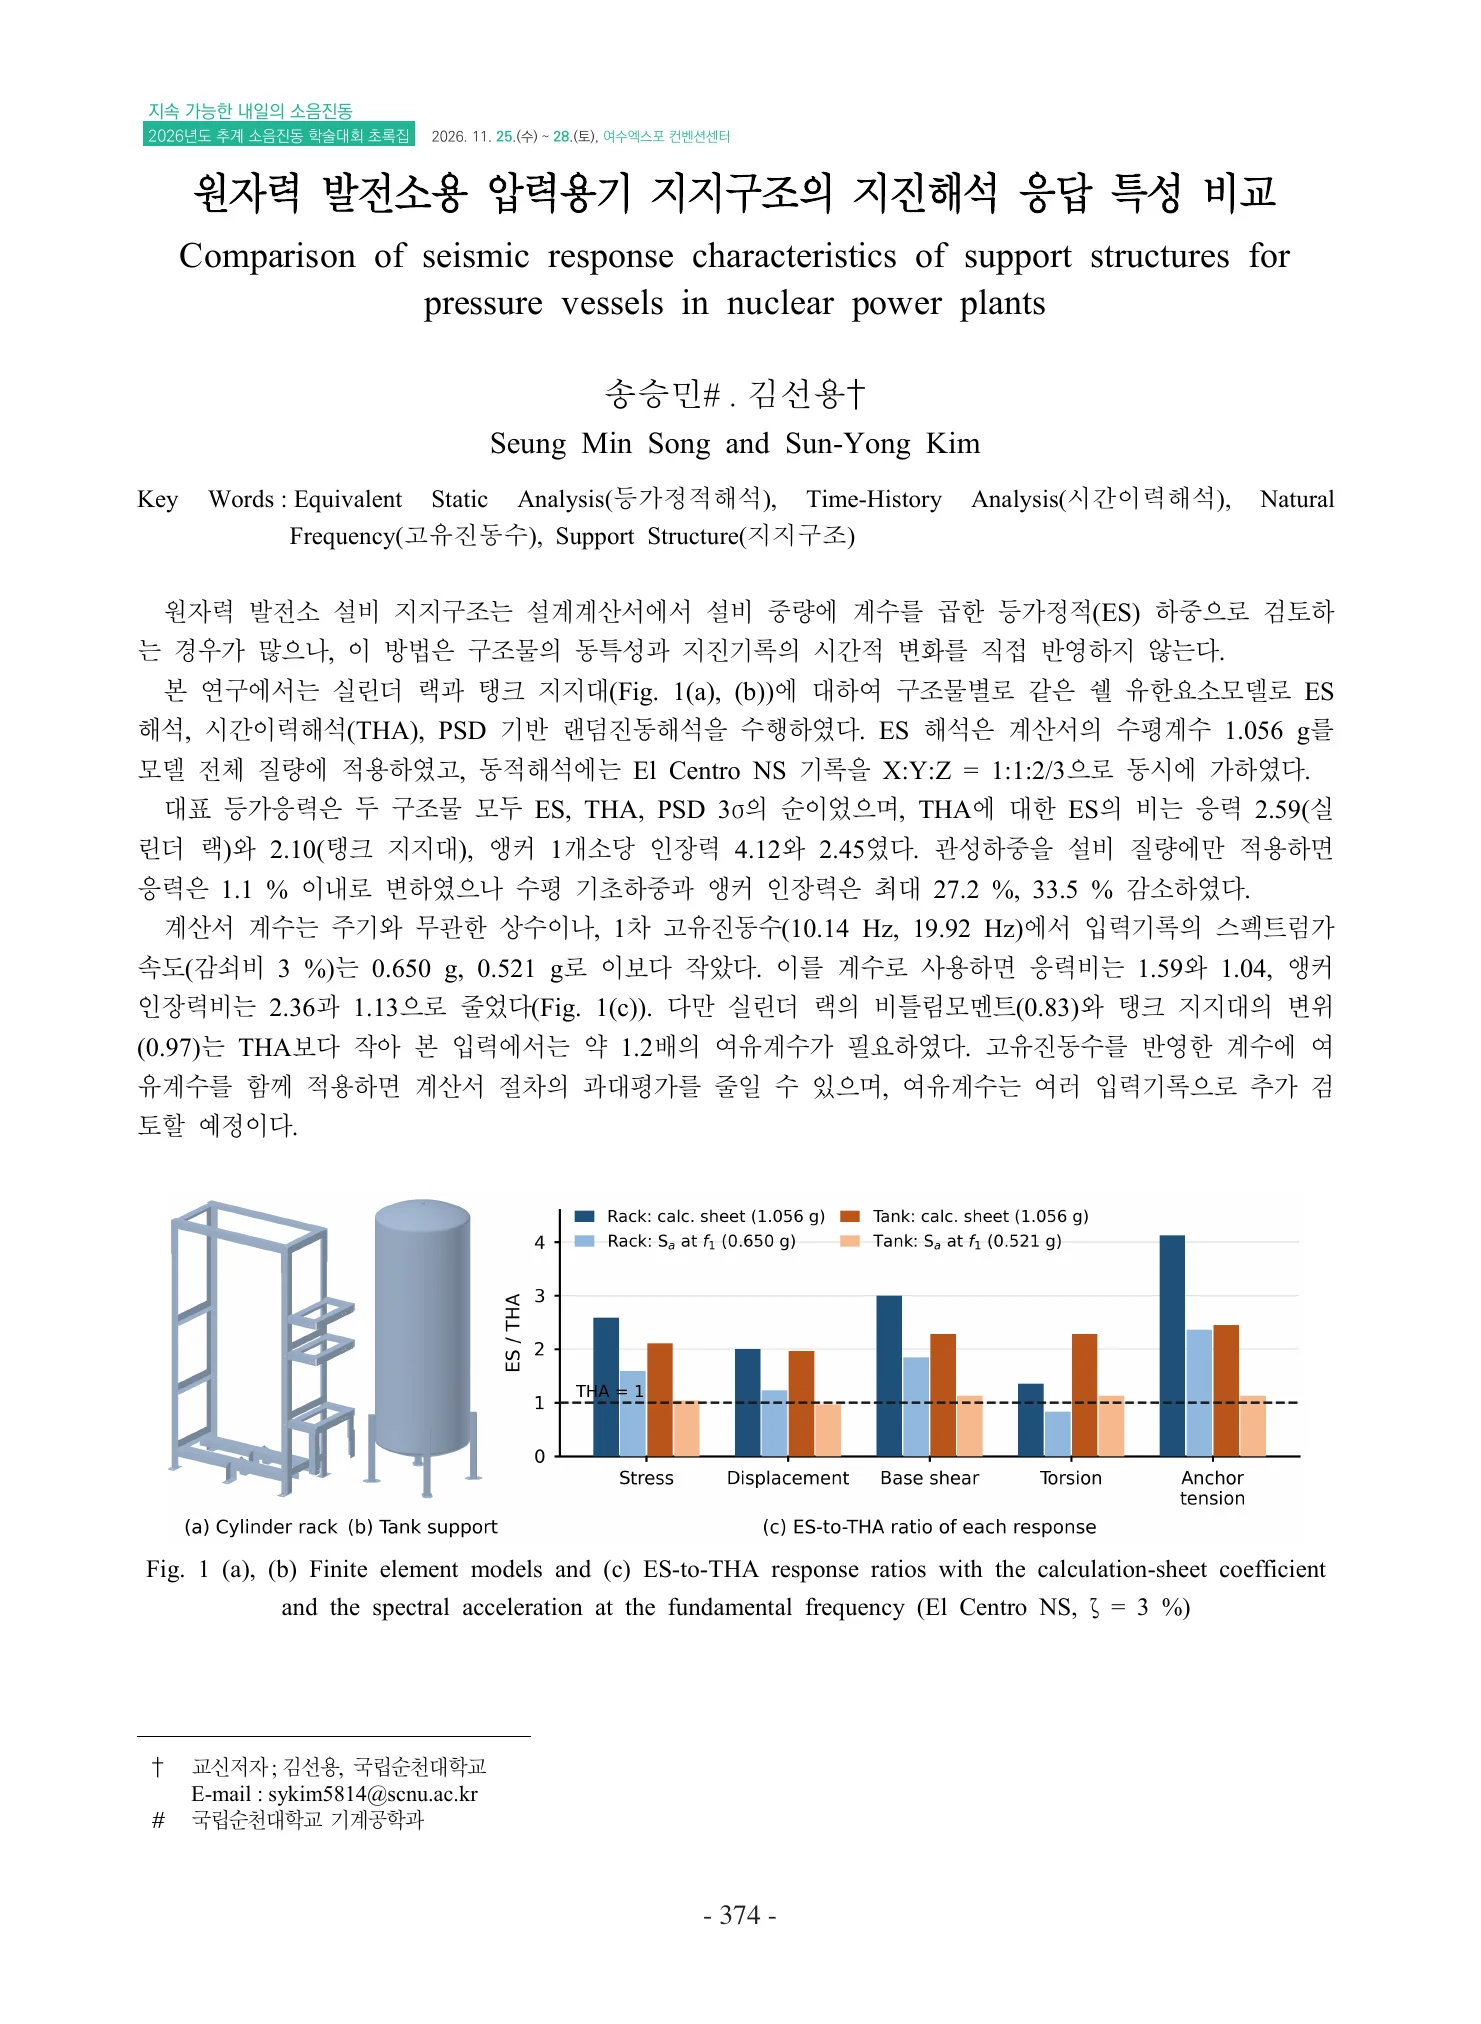 지속 가능한 내일의 소음진동
2026년도 추계 소음진동 학술대회 초록집 2026. 11. 25.(수) ~ 28.(토), 여수엑스포 컨벤션센터
원자력 발전소용 압력용기 지지구조의 지진해석 응답 특성 비교
Comparison of seismic response characteristics of support structures for
pressure vessels in nuclear power plants
송승민# . 김선용†
Seung Min Song and Sun-Yong Kim
Key Words : Equivalent Static Analysis(등가정적해석), Time-History Analysis(시간이력해석), Natural
Frequency(고유진동수), Support Structure(지지구조)
원자력 발전소 설비 지지구조는 설계계산서에서 설비 중량에 계수를 곱한 등가정적(ES) 하중으로 검토하
는 경우가 많으나, 이 방법은 구조물의 동특성과 지진기록의 시간적 변화를 직접 반영하지 않는다.
본 연구에서는 실린더 랙과 탱크 지지대(Fig. 1(a), (b))에 대하여 구조물별로 같은 쉘 유한요소모델로 ES
해석, 시간이력해석(THA), PSD 기반 랜덤진동해석을 수행하였다. ES 해석은 계산서의 수평계수 1.056 g를
모델 전체 질량에 적용하였고, 동적해석에는 El Centro NS 기록을 X:Y:Z = 1:1:2/3으로 동시에 가하였다.
대표 등가응력은 두 구조물 모두 ES, THA, PSD 3σ의 순이었으며, THA에 대한 ES의 비는 응력 2.59(실
린더 랙)와 2.10(탱크 지지대), 앵커 1개소당 인장력 4.12와 2.45였다. 관성하중을 설비 질량에만 적용하면
응력은 1.1 % 이내로 변하였으나 수평 기초하중과 앵커 인장력은 최대 27.2 %, 33.5 % 감소하였다.
계산서 계수는 주기와 무관한 상수이나, 1차 고유진동수(10.14 Hz, 19.92 Hz)에서 입력기록의 스펙트럼가
속도(감쇠비 3 %)는 0.650 g, 0.521 g로 이보다 작았다. 이를 계수로 사용하면 응력비는 1.59와 1.04, 앵커
인장력비는 2.36과 1.13으로 줄었다(Fig. 1(c)). 다만 실린더 랙의 비틀림모멘트(0.83)와 탱크 지지대의 변위
(0.97)는 THA보다 작아 본 입력에서는 약 1.2배의 여유계수가 필요하였다. 고유진동수를 반영한 계수에 여
유계수를 함께 적용하면 계산서 절차의 과대평가를 줄일 수 있으며, 여유계수는 여러 입력기록으로 추가 검
토할 예정이다.
Rack: calc. sheet (1.056 g) Tank: calc. sheet (1.056 g)
Rack: Sa at f1 (0.650 g) Tank: Sa at f1 (0.521 g)
4
3
2
1
0
ES / THA
THA = 1
Stress Displacement Base shear Torsion Anchor
tension
(a) Cylinder rack (b) Tank support (c) ES-to-THA ratio of each response
Fig. 1 (a), (b) Finite element models and (c) ES-to-THA response ratios with the calculation-sheet coefficient
and the spectral acceleration at the fundamental frequency (El Centro NS, ζ = 3 %)
† 교신저자 ; 김선용, 국립순천대학교
E-mail : sykim5814@scnu.ac.kr
# 국립순천대학교 기계공학과
- 374 -